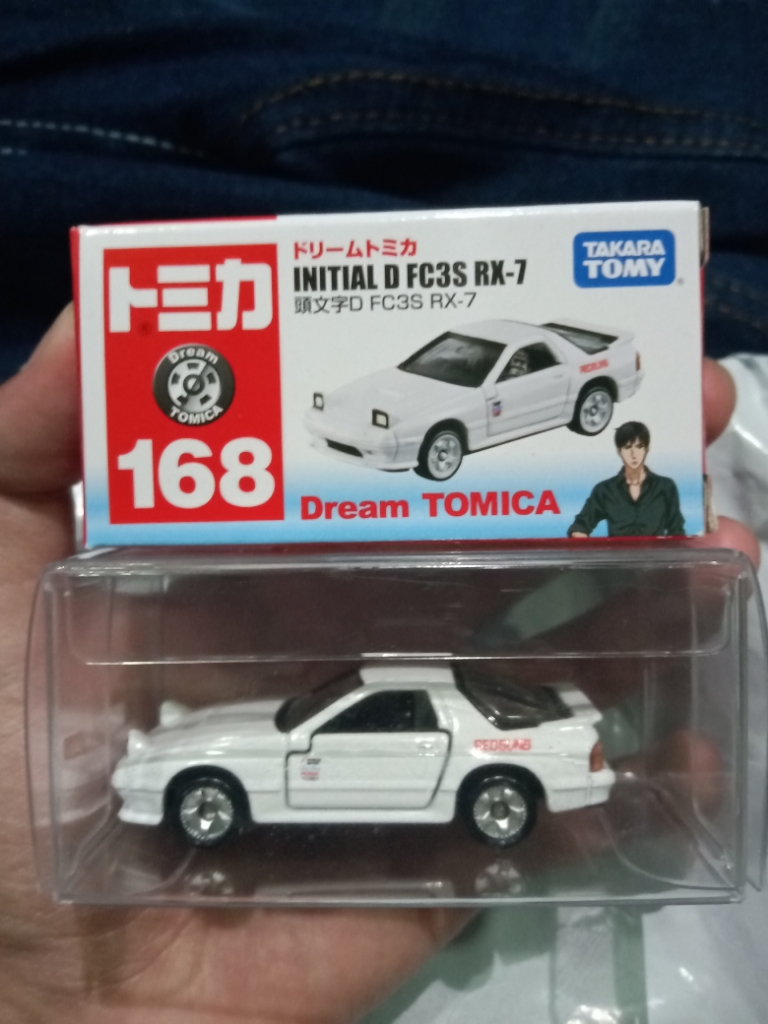 トミカ
Dream
TOMICA
168
ドリームトミカ
INITIAL D FC3S RX-7
頭文字D FC3S RX-7
TAKARA
TOMY
REDSUNS
Dream TOMICA
REDSUNS